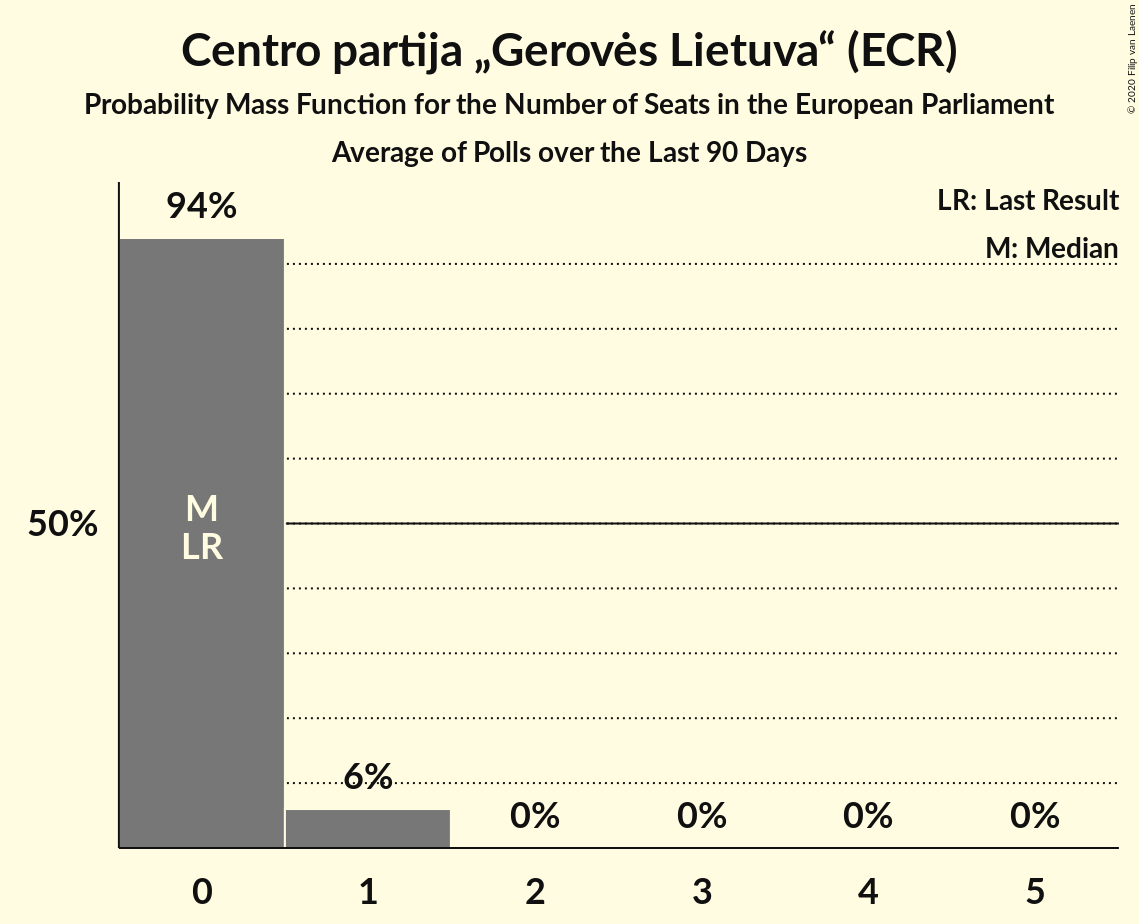 Centro partija „Gerovės Lietuva“ (ECR)
Probability Mass Function for the Number of Seats in the European Parliament
Average of Polls over the Last 90 Days
© 2020 Filip van Laenen
LR: Last Result
M: Median
94%
M
LR
50%
6%
0%
0%
0%
0%
0
1
2
3
4
5